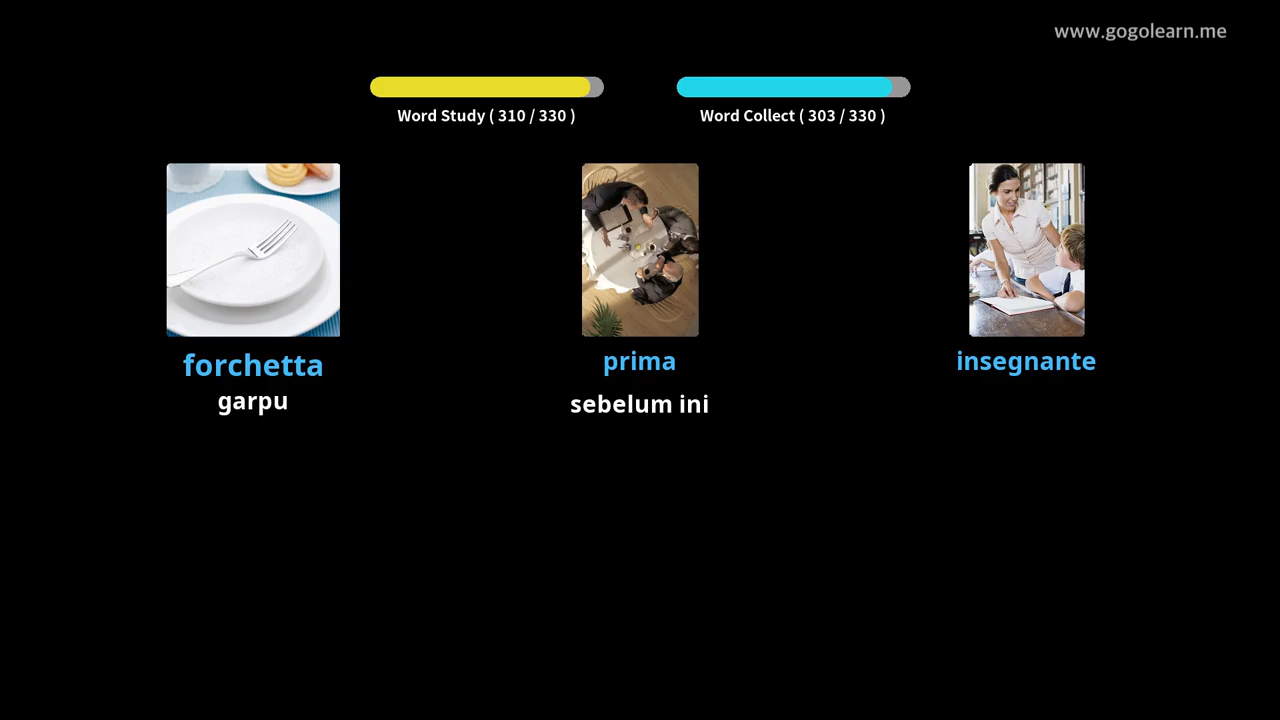 www.gogolearn.me
Word Study ( 310 / 330 )
Word Collect ( 303 / 330 )
forchetta
garpu
prima
sebelum ini
insegnante